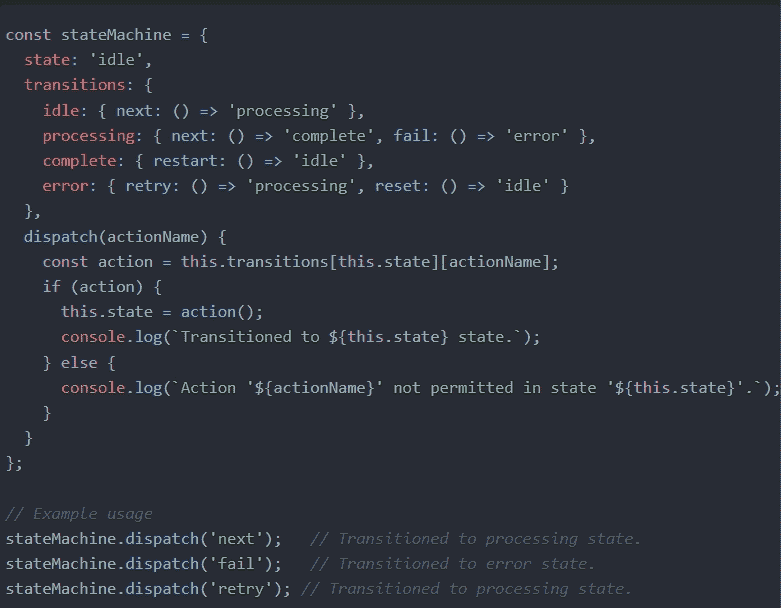 const stateMachine = {
  state: 'idle',
  transitions: {
    idle: { next: () => 'processing' },
    processing: { next: () => 'complete', fail: () => 'error' },
    complete: { restart: () => 'idle' },
    error: { retry: () => 'processing', reset: () => 'idle' }
  },
  dispatch(actionName) {
    const action = this.transitions[this.state][actionName];
    if (action) {
      this.state = action();
      console.log(`Transitioned to ${this.state} state.`);
    } else {
      console.log(`Action '${actionName}' not permitted in state '${this.state}'.`);
    }
  }
};

// Example usage
stateMachine.dispatch('next');   // Transitioned to processing state.
stateMachine.dispatch('fail');   // Transitioned to error state.
stateMachine.dispatch('retry'); // Transitioned to processing state.